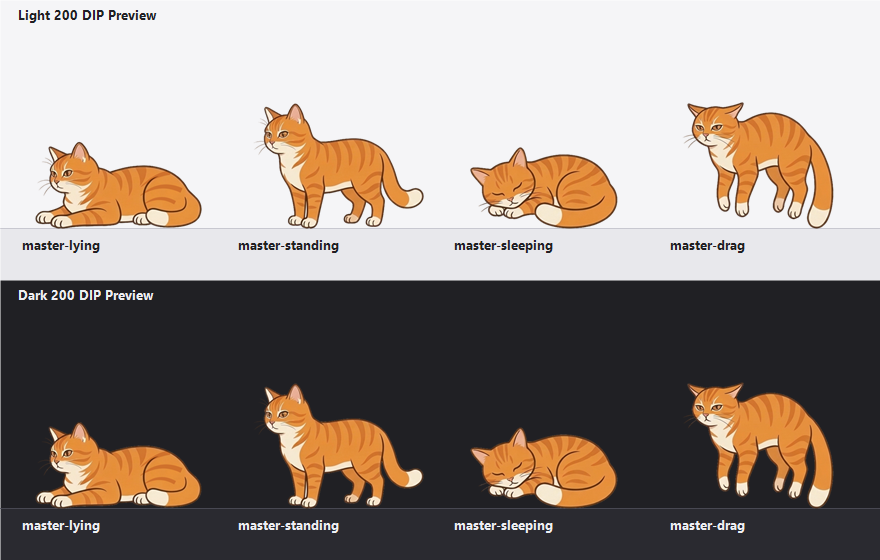 Light 200 DIP Preview
master-lying
master-standing
master-sleeping
master-drag
Dark 200 DIP Preview
master-lying
master-standing
master-sleeping
master-drag